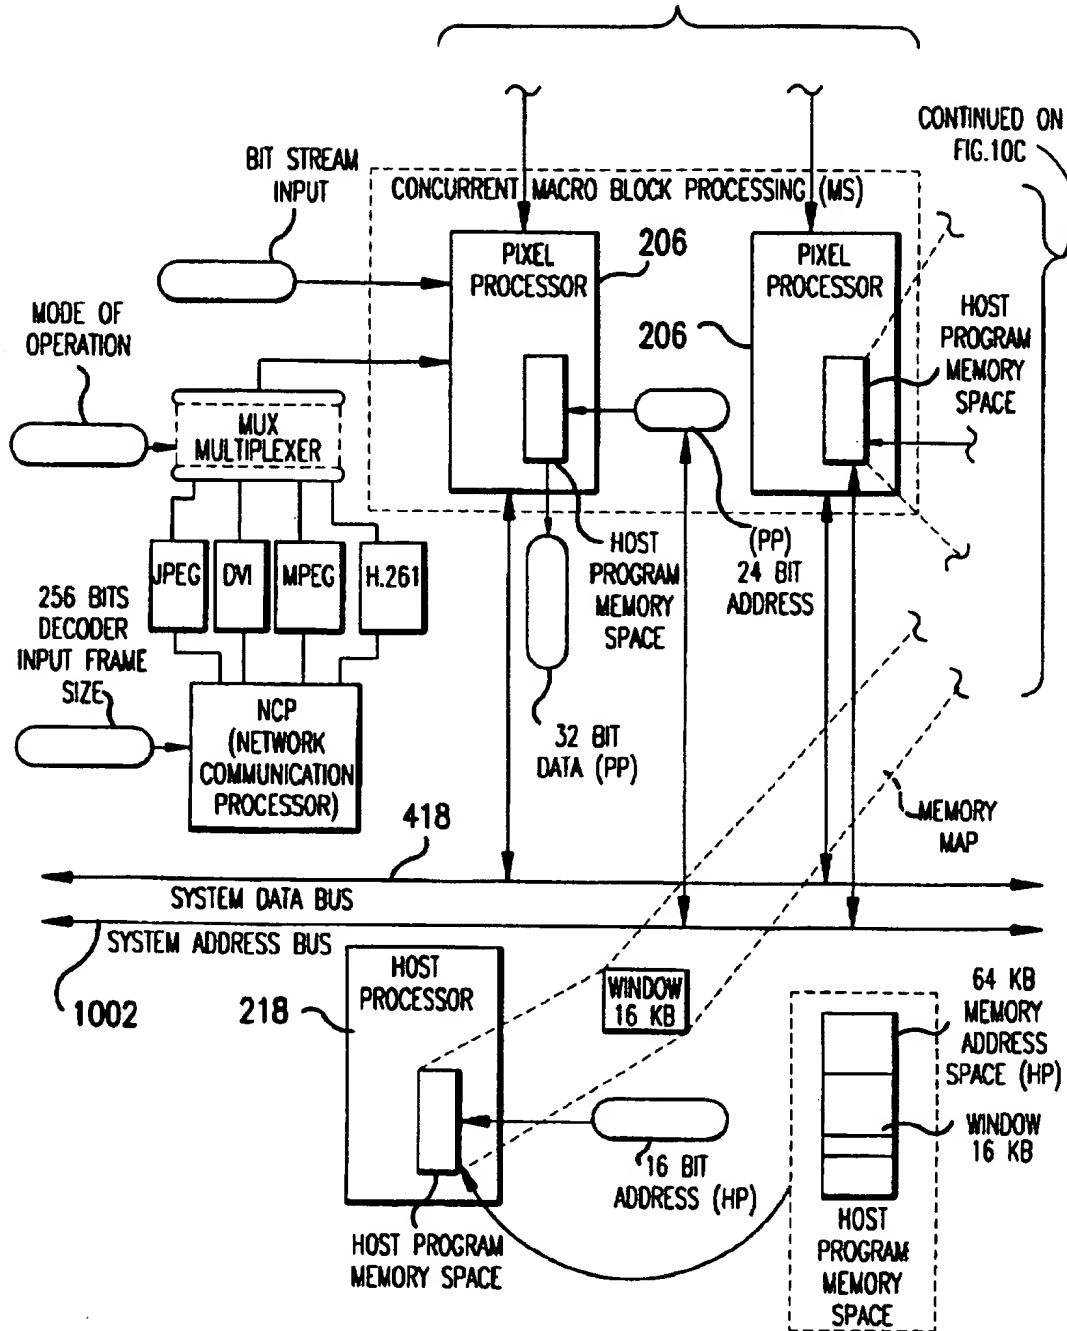 CONTINUED ON
FIG.10C
BIT STREAM
INPUT
CONCURRENT MACRO BLOCK PROCESSING (MS)
PIXEL
PROCESSOR
206
PIXEL
PROCESSOR
206
HOST
PROGRAM
MEMORY
SPACE
MODE OF
OPERATION
MUX
MULTIPLEXER
JPEG
DVI
MPEG
H.261
HOST
PROGRAM
MEMORY
SPACE
(PP)
24 BIT
ADDRESS
256 BITS
DECODER
INPUT FRAME
SIZE
NCP
(NETWORK
COMMUNICATION
PROCESSOR)
32 BIT
DATA (PP)
MEMORY
MAP
418
SYSTEM DATA BUS
SYSTEM ADDRESS BUS
1002
HOST
PROCESSOR
218
WINDOW
16 KB
64 KB
MEMORY
ADDRESS
SPACE (HP)
WINDOW
16 KB
16 BIT
ADDRESS (HP)
HOST PROGRAM
MEMORY SPACE
HOST
PROGRAM
MEMORY
SPACE